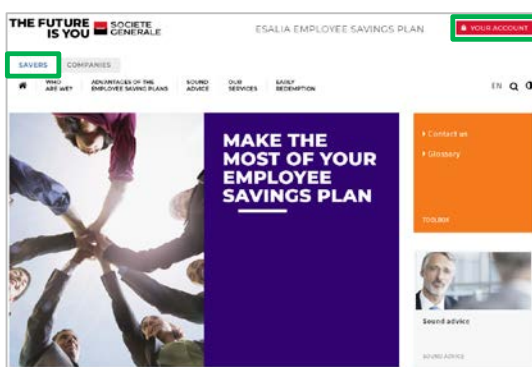 THE FUTURE
IS YOU
SOCIETE
GENERALE
ESALIA EMPLOYEE SAVINGS PLAN
YOUR ACCOUNT
SAVERS
COMPANIES
WHO
ARE WE?
ADVANTAGES OF THE
EMPLOYEE SAVING PLANS
SOUND
ADVICE
OUR
SERVICES
EARLY
REDEMPTION
EN
MAKE THE
MOST OF YOUR
EMPLOYEE
SAVINGS PLAN
Contact us
Glossary
TOOLBOX
Sound advice
SOUND ADVICE